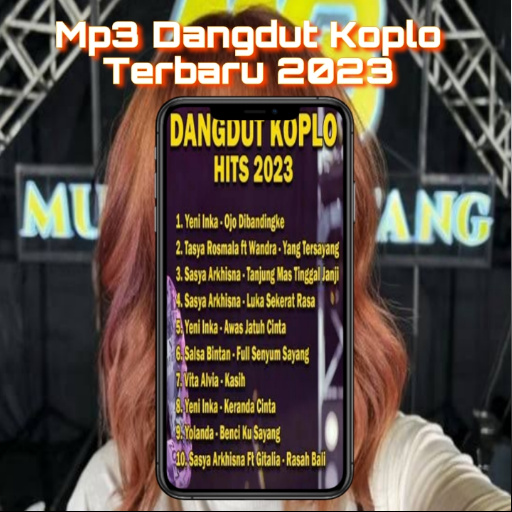 Mp3 Dangdut Koplo
Terbaru 2023
DANGDUT KOPLO
HITS 2023
1. Yeni Inka - Ojo Dibandingke
2. Tasya Rosmala ft Wandra - Yang Tersayang
3. Sasya Arkhisna - Tanjung Mas Tinggal Janji
4. Sasya Arkhisna - Luka Sekerat Rasa
5. Yeni Inka - Awas Jatuh Cinta
6. Salsa Bintan - Full Senyum Sayang
7. Vita Alvia - Kasih
8. Yeni Inka - Keranda Cinta
9. Yolanda - Benci Ku Sayang
10. Sasya Arkhisna Ft Gitalia - Rasah Bali